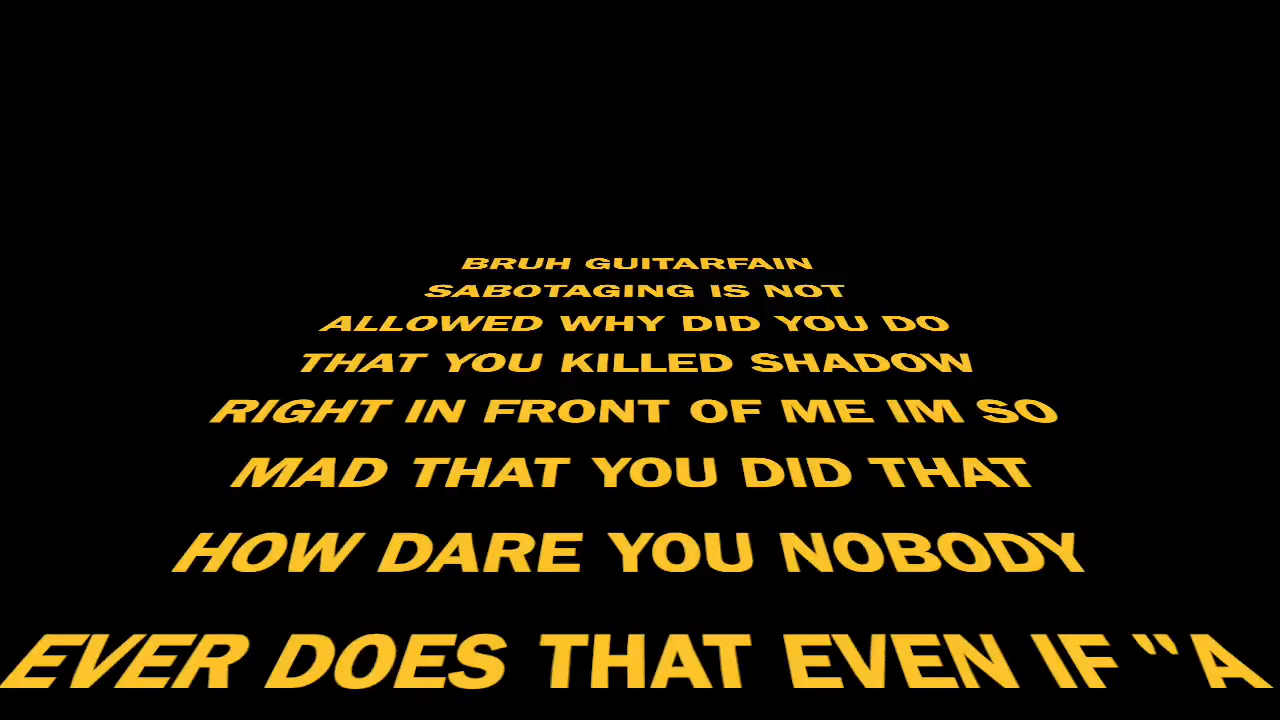 BRUH GUITARFAIN
SABOTAGING IS NOT
ALLOWED WHY DID YOU DO
THAT YOU KILLED SHADOW
RIGHT IN FRONT OF ME IM SO
MAD THAT YOU DID THAT
HOW DARE YOU NOBODY
EVER DOES THAT EVEN IF "A